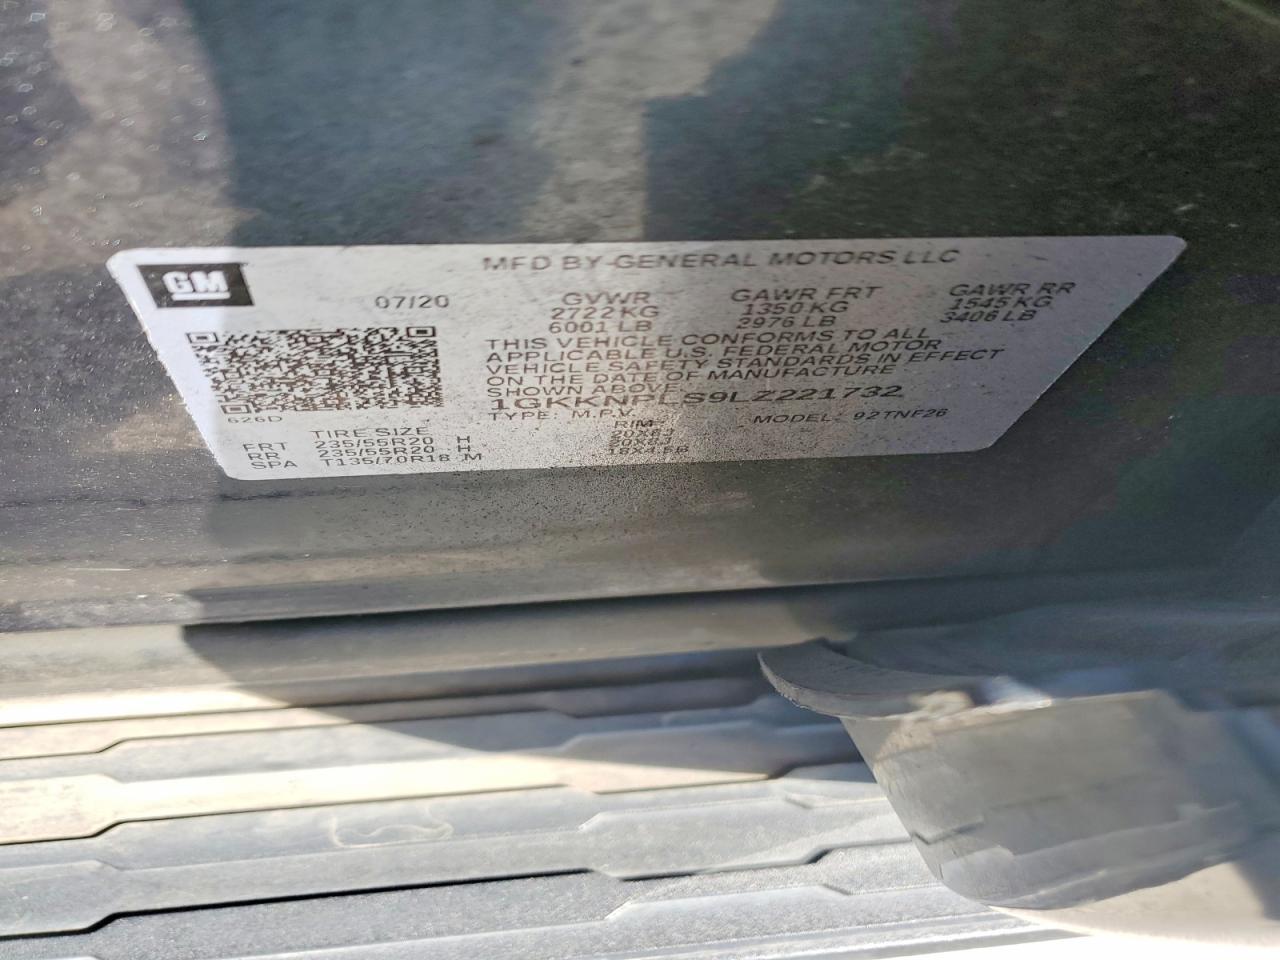 GM
MFD BY GENERAL MOTORS LLC
07/20 GVWR GAWR FRT GAWR RR
2722 KG 1350 KG 1545 KG
6001 LB 2976 LB 3406 LB
THIS VEHICLE CONFORMS TO ALL
APPLICABLE U.S. FEDERAL MOTOR
VEHICLE SAFETY STANDARDS IN EFFECT
ON THE DATE OF MANUFACTURE
SHOWN ABOVE.
1GKKNPLS9LZ221732
626D TYPE: M.P.V. MODEL: 92TNF26
TIRE SIZE RIM
FRT 235/55R20 H 20X8J
RR 235/55R20 H 20X8J
SPA T135/70R18 M 18X4.5B